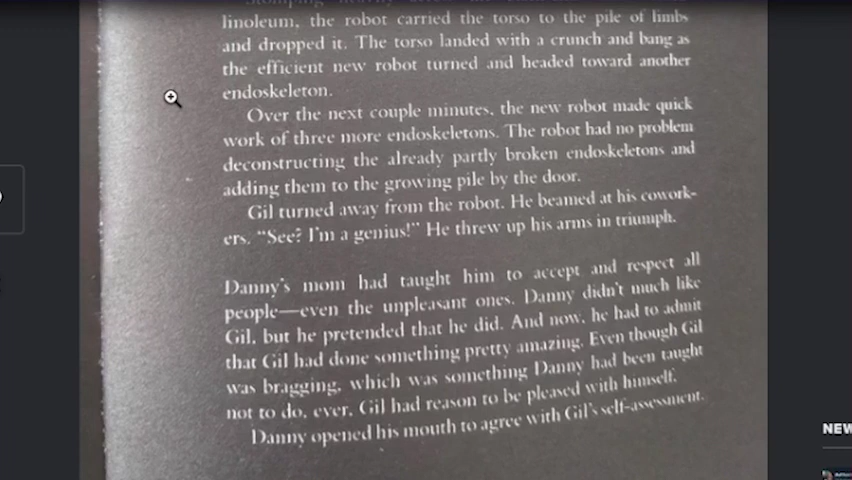 Stomping heavily across the
linoleum, the robot carried the torso to the pile of limbs
and dropped it. The torso landed with a crunch and bang as
the efficient new robot turned and headed toward another
endoskeleton.
Over the next couple minutes, the new robot made quick
work of three more endoskeletons. The robot had no problem
deconstructing the already partly broken endoskeletons and
adding them to the growing pile by the door.
Gil turned away from the robot. He beamed at his cowork-
ers. “See? I’m a genius!” He threw up his arms in triumph.
Danny’s mom had taught him to accept and respect all
people—even the unpleasant ones. Danny didn’t much like
Gil, but he pretended that he did. And now, he had to admit
that Gil had done something pretty amazing. Even though Gil
was bragging, which was something Danny had been taught
not to do, ever, Gil had reason to be pleased with himself.
Danny opened his mouth to agree with Gil’s self-assessment.
NEW